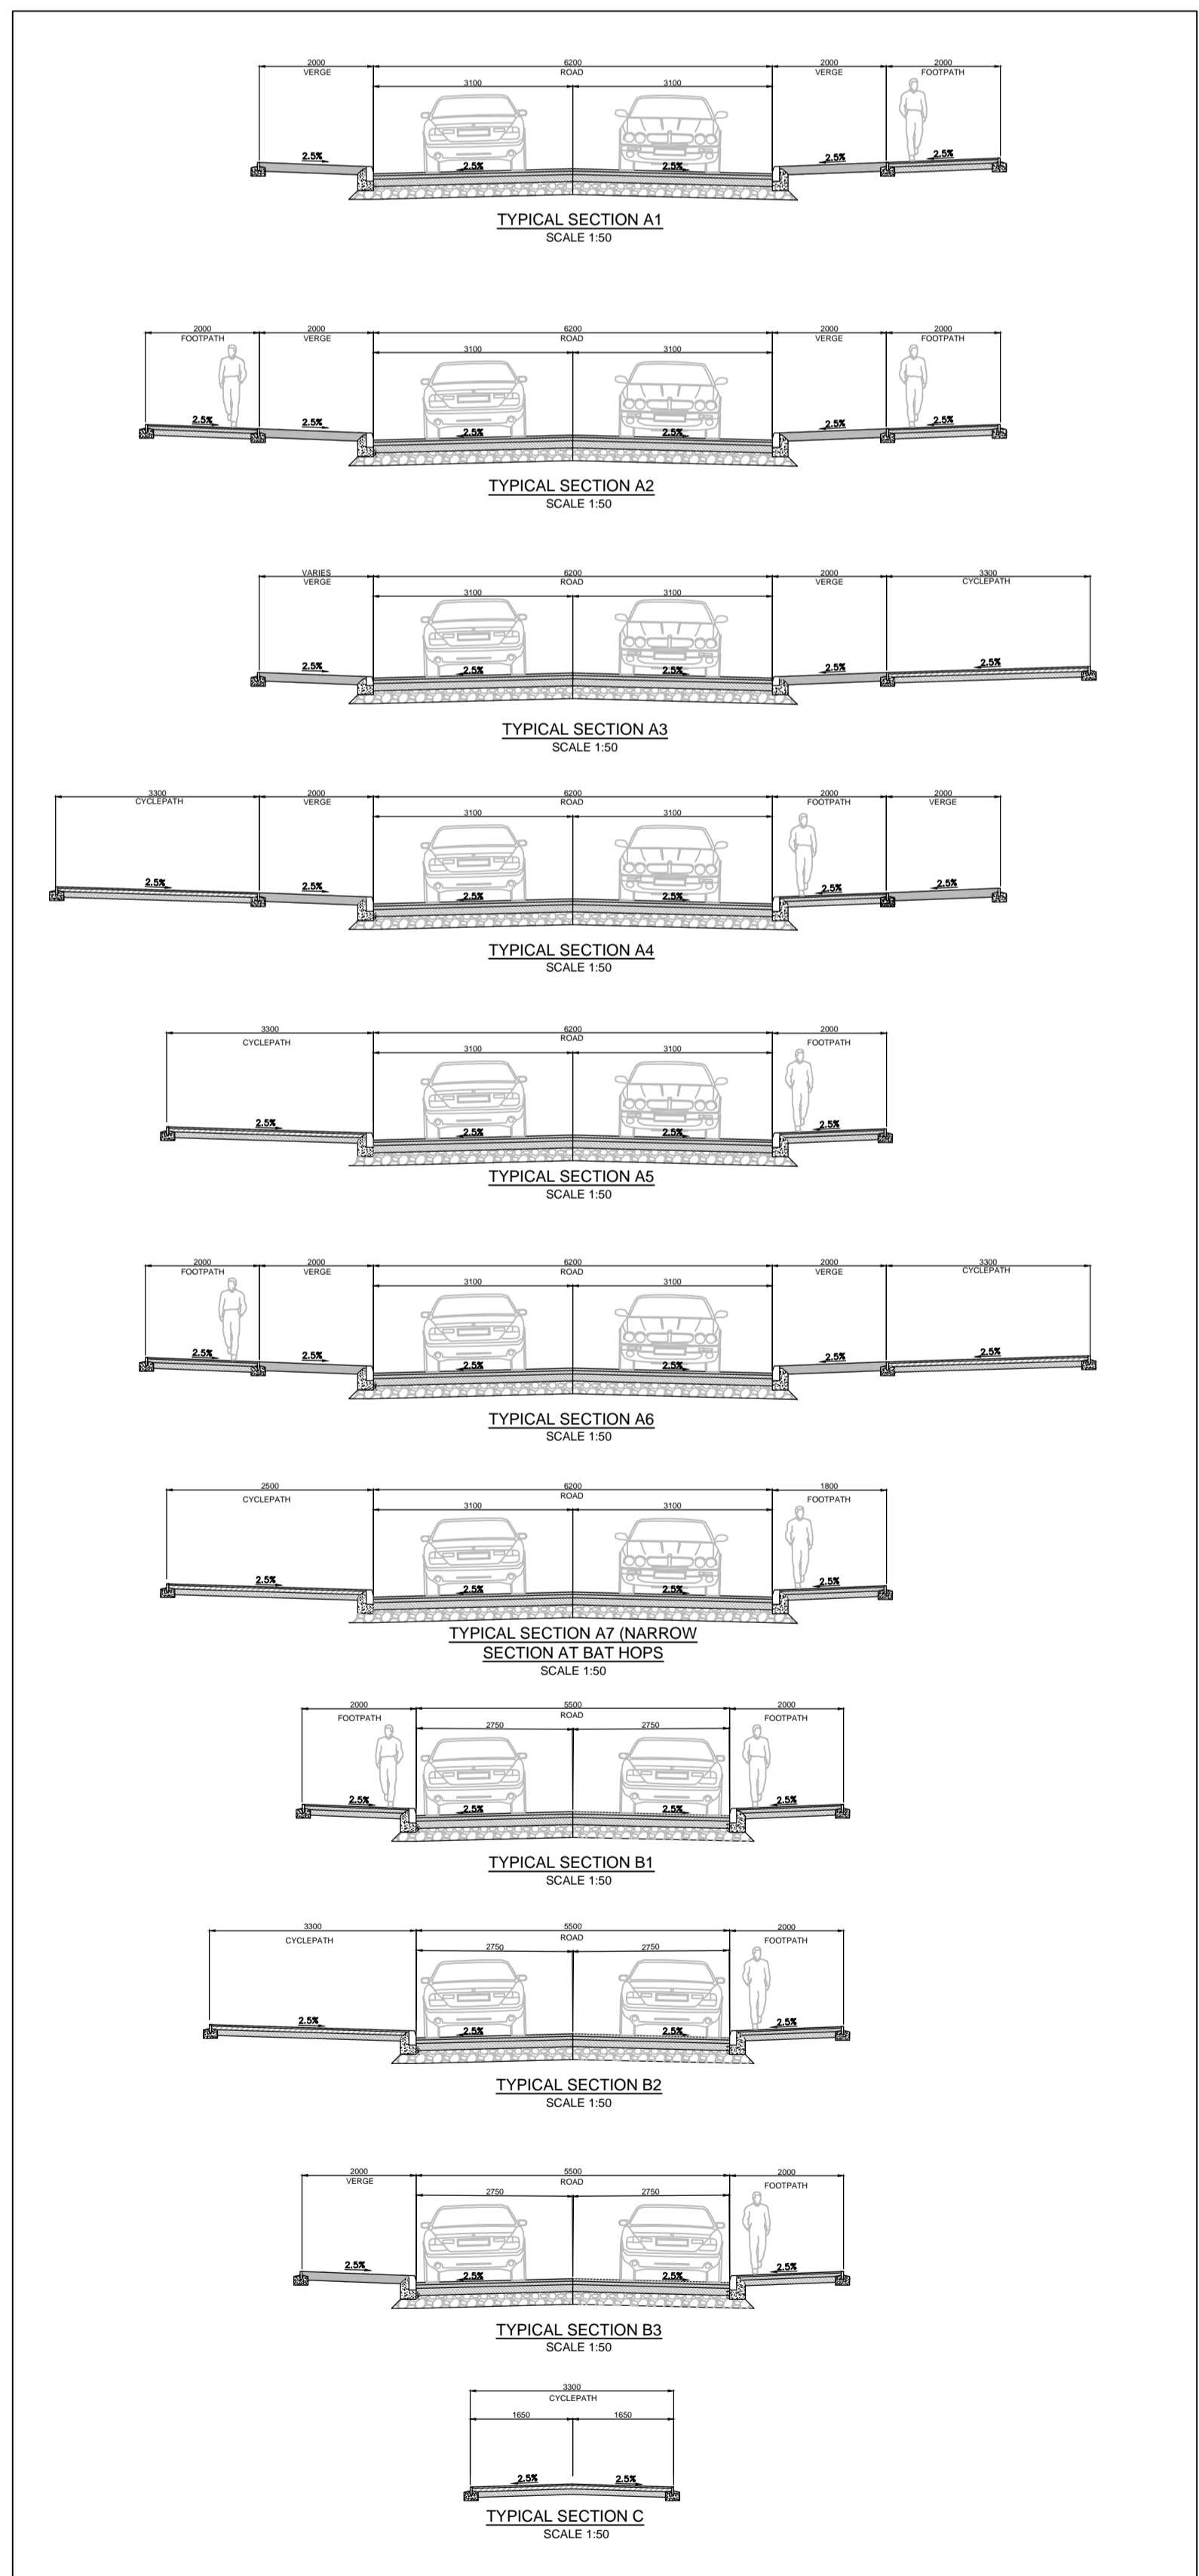 2000 6200 2000 2000
VERGE ROAD VERGE FOOTPATH
3100 3100
2.5% 2.5% 2.5% 2.5% 2.5%
TYPICAL SECTION A1
SCALE 1:50
2000 2000 6200 2000 2000
FOOTPATH VERGE ROAD VERGE FOOTPATH
3100 3100
2.5% 2.5% 2.5% 2.5% 2.5% 2.5%
TYPICAL SECTION A2
SCALE 1:50
VARIES 6200 2000 3300
VERGE ROAD VERGE CYCLEPATH
3100 3100
2.5% 2.5% 2.5% 2.5% 2.5%
TYPICAL SECTION A3
SCALE 1:50
3300 2000 6200 2000 2000
CYCLEPATH VERGE ROAD FOOTPATH VERGE
3100 3100
2.5% 2.5% 2.5% 2.5% 2.5% 2.5%
TYPICAL SECTION A4
SCALE 1:50
3300 6200 2000
CYCLEPATH ROAD FOOTPATH
3100 3100
2.5% 2.5% 2.5% 2.5%
TYPICAL SECTION A5
SCALE 1:50
2000 2000 6200 2000 3300
FOOTPATH VERGE ROAD VERGE CYCLEPATH
3100 3100
2.5% 2.5% 2.5% 2.5% 2.5% 2.5%
TYPICAL SECTION A6
SCALE 1:50
2500 6200 1800
CYCLEPATH ROAD FOOTPATH
3100 3100
2.5% 2.5% 2.5% 2.5%
TYPICAL SECTION A7 (NARROW
SECTION AT BAT HOPS
SCALE 1:50
2000 5500 2000
FOOTPATH ROAD FOOTPATH
2750 2750
2.5% 2.5% 2.5% 2.5%
TYPICAL SECTION B1
SCALE 1:50
3300 5500 2000
CYCLEPATH ROAD FOOTPATH
2750 2750
2.5% 2.5% 2.5% 2.5%
TYPICAL SECTION B2
SCALE 1:50
2000 5500 2000
VERGE ROAD FOOTPATH
2750 2750
2.5% 2.5% 2.5% 2.5%
TYPICAL SECTION B3
SCALE 1:50
3300
CYCLEPATH
1650 1650
2.5% 2.5%
TYPICAL SECTION C
SCALE 1:50